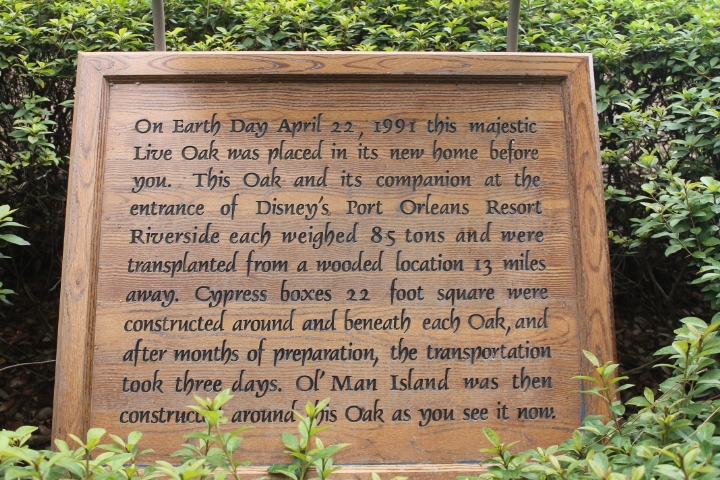 On Earth Day April 22, 1991 this majestic
Live Oak was placed in its new home before
you. This Oak and its companion at the
entrance of Disney's Port Orleans Resort
Riverside each weighed 85 tons and were
transplanted from a wooded location 13 miles
away. Cypress boxes 22 foot square were
constructed around and beneath each Oak, and
after months of preparation, the transportation
took three days. Ol' Man Island was then
constructed around this Oak as you see it now.